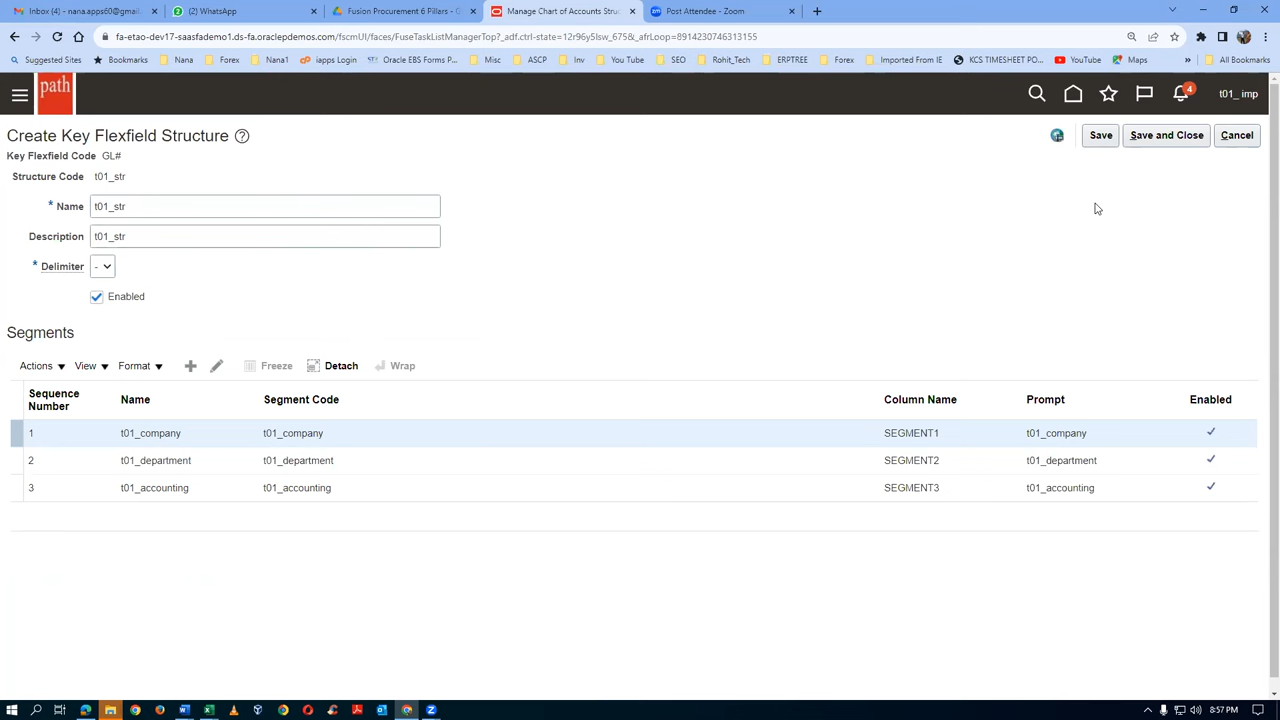 Inbox (4) - nana.apps60@gmail.
(2) WhatsApp
Fusion Procurement 6 Pillars - G
Manage Chart of Accounts Struc
Post Attendee - Zoom
fa-etao-dev17-saasfademo1.ds-fa.oraclepdemos.com/fscmUI/faces/FuseTaskListManagerTop?_adf.ctrl-state=12r96y5lsw_675&_afrLoop=8914230746313155
Suggested Sites Bookmarks Nana Forex Nana1 iapps Login Oracle EBS Forms P... Misc ASCP Inv You Tube SEO Rohit_Tech ERPTREE Forex Imported From IE KCS TIMESHEET PO... YouTube Maps » All Bookmarks
path
4
t01_ imp
Create Key Flexfield Structure ?
Save
Save and Close
Cancel
Key Flexfield Code GL#
Structure Code t01_str
* Name t01_str
Description t01_str
* Delimiter -
Enabled
Segments
Actions View Format Freeze Detach Wrap
Sequence Number Name Segment Code Column Name Prompt Enabled
1 t01_company t01_company SEGMENT1 t01_company
2 t01_department t01_department SEGMENT2 t01_department
3 t01_accounting t01_accounting SEGMENT3 t01_accounting
8:57 PM